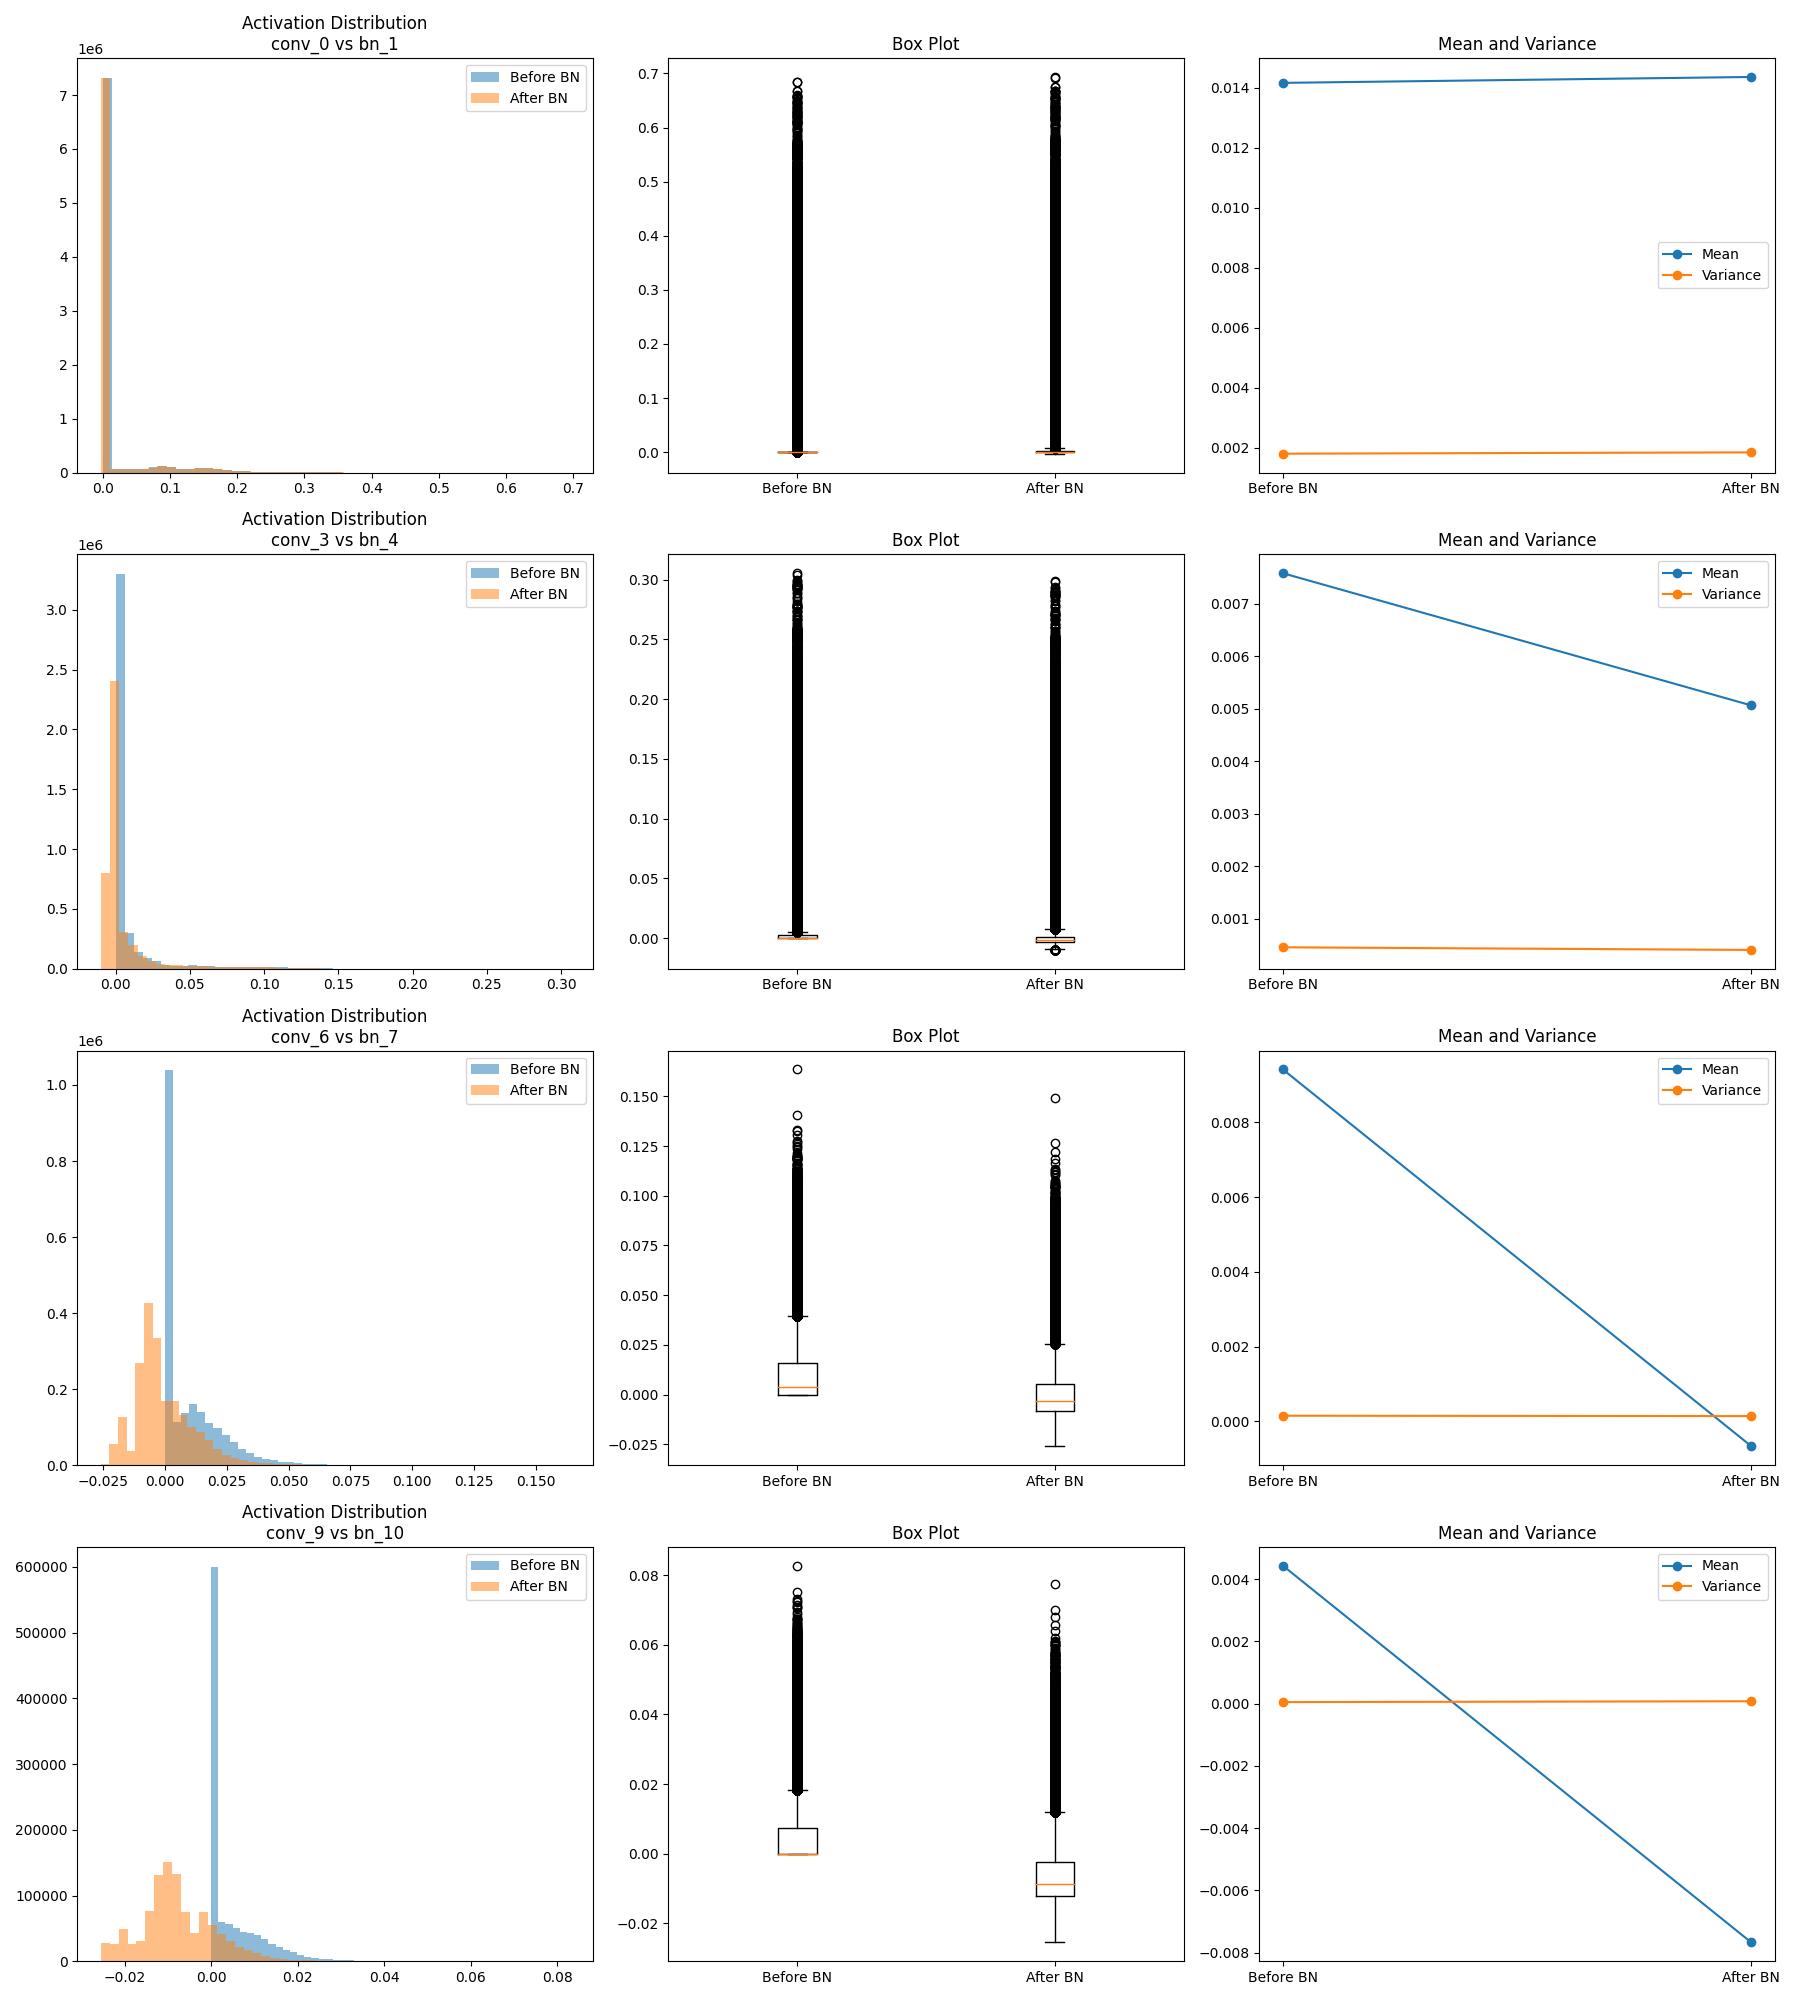 Activation Distribution
conv_0 vs bn_1
1e6
7
6
5
4
3
2
1
0
0.0 0.1 0.2 0.3 0.4 0.5 0.6 0.7
Before BN
After BN
Box Plot
0.7
0.6
0.5
0.4
0.3
0.2
0.1
0.0
Before BN After BN
Mean and Variance
0.014
0.012
0.010
0.008
0.006
0.004
0.002
Mean
Variance
Before BN After BN
Activation Distribution
conv_3 vs bn_4
1e6
3.0
2.5
2.0
1.5
1.0
0.5
0.0
0.00 0.05 0.10 0.15 0.20 0.25 0.30
Before BN
After BN
Box Plot
0.30
0.25
0.20
0.15
0.10
0.05
0.00
Before BN After BN
Mean and Variance
0.007
0.006
0.005
0.004
0.003
0.002
0.001
Mean
Variance
Before BN After BN
Activation Distribution
conv_6 vs bn_7
1e6
1.0
0.8
0.6
0.4
0.2
0.0
−0.025 0.000 0.025 0.050 0.075 0.100 0.125 0.150
Before BN
After BN
Box Plot
0.150
0.125
0.100
0.075
0.050
0.025
0.000
−0.025
Before BN After BN
Mean and Variance
0.008
0.006
0.004
0.002
0.000
Mean
Variance
Before BN After BN
Activation Distribution
conv_9 vs bn_10
600000
500000
400000
300000
200000
100000
0
−0.02 0.00 0.02 0.04 0.06 0.08
Before BN
After BN
Box Plot
0.08
0.06
0.04
0.02
0.00
−0.02
Before BN After BN
Mean and Variance
0.004
0.002
0.000
−0.002
−0.004
−0.006
−0.008
Mean
Variance
Before BN After BN